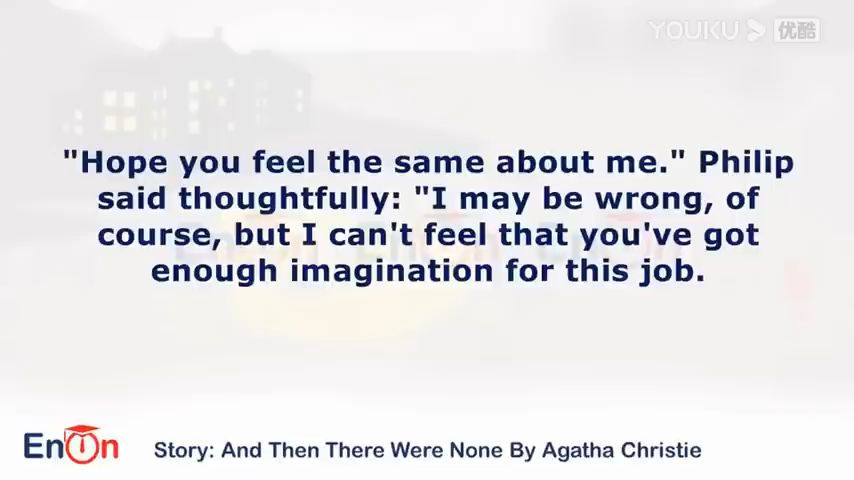 YOUKU 优酷
"Hope you feel the same about me." Philip
said thoughtfully: "I may be wrong, of
course, but I can't feel that you've got
enough imagination for this job.
EnOn
Story: And Then There Were None By Agatha Christie